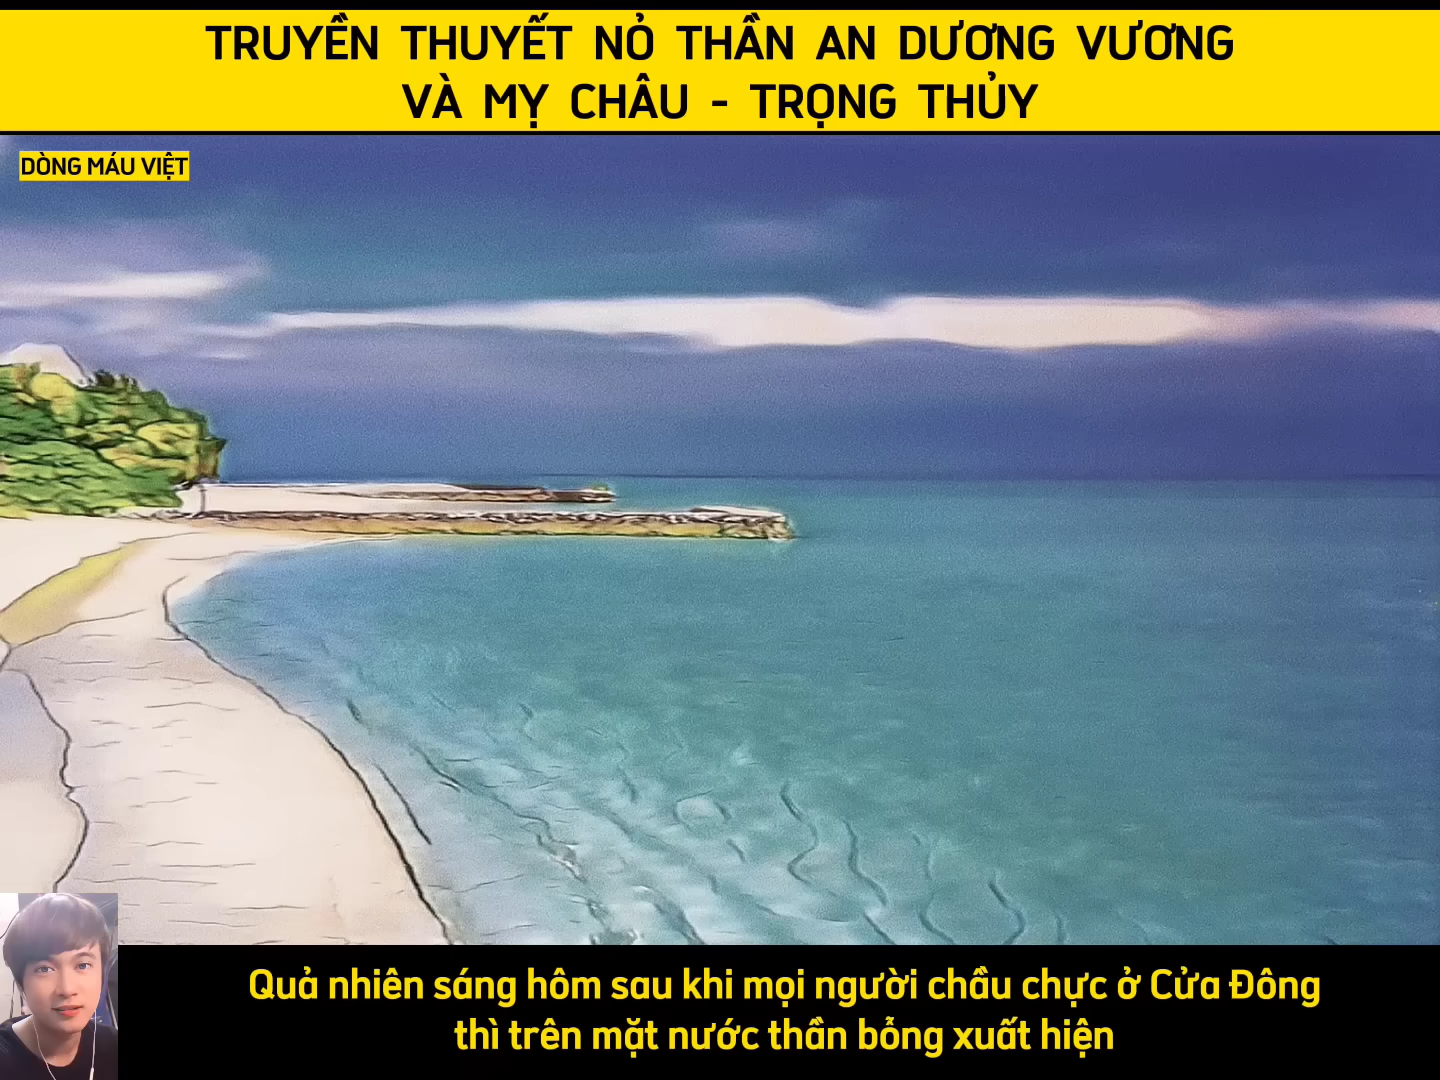 TRUYỀN THUYẾT NỎ THẦN AN DƯƠNG VƯƠNG
VÀ MỴ CHÂU - TRỌNG THỦY
DÒNG MÁU VIỆT
Quả nhiên sáng hôm sau khi mọi người chầu chực ở Cửa Đông
thì trên mặt nước thần bỗng xuất hiện